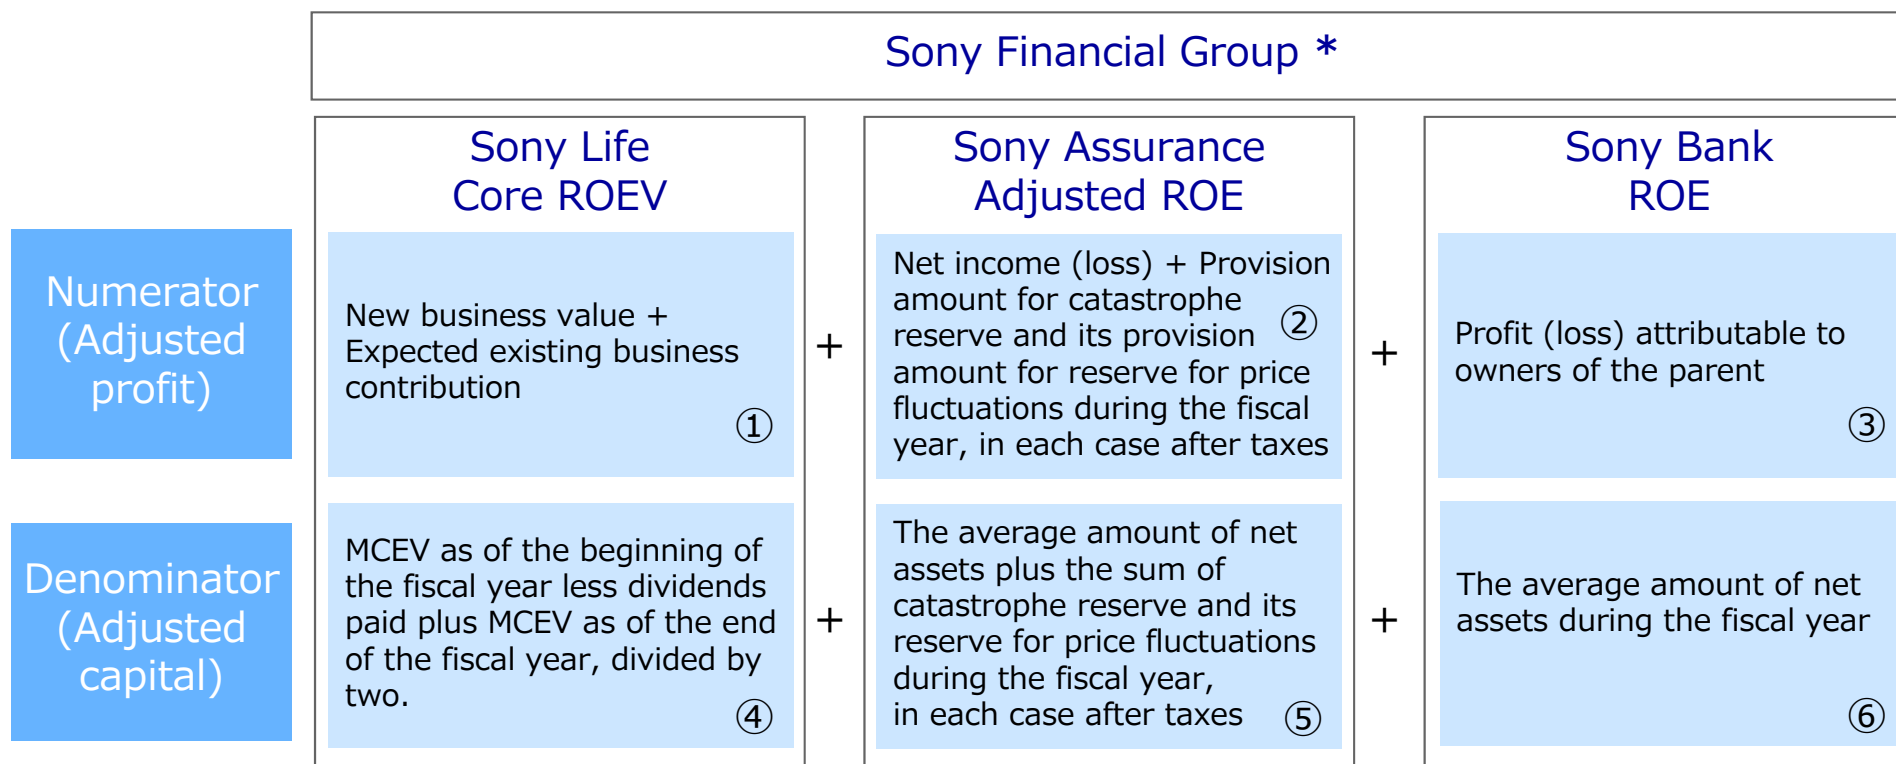 Sony Financial Group *
Sony Life
Core ROEV
Sony Assurance
Adjusted ROE
Sony Bank
ROE
Numerator
(Adjusted
profit)
New business value +
Expected existing business
contribution
①
+
Net income (loss) + Provision
amount for catastrophe
reserve and its provision
amount for reserve for price
fluctuations during the fiscal
year, in each case after taxes
②
+
Profit (loss) attributable to
owners of the parent
③
Denominator
(Adjusted
capital)
MCEV as of the beginning of
the fiscal year less dividends
paid plus MCEV as of the end
of the fiscal year, divided by
two.
④
+
The average amount of net
assets plus the sum of
catastrophe reserve and its
reserve for price fluctuations
during the fiscal year,
in each case after taxes
⑤
+
The average amount of net
assets during the fiscal year
⑥